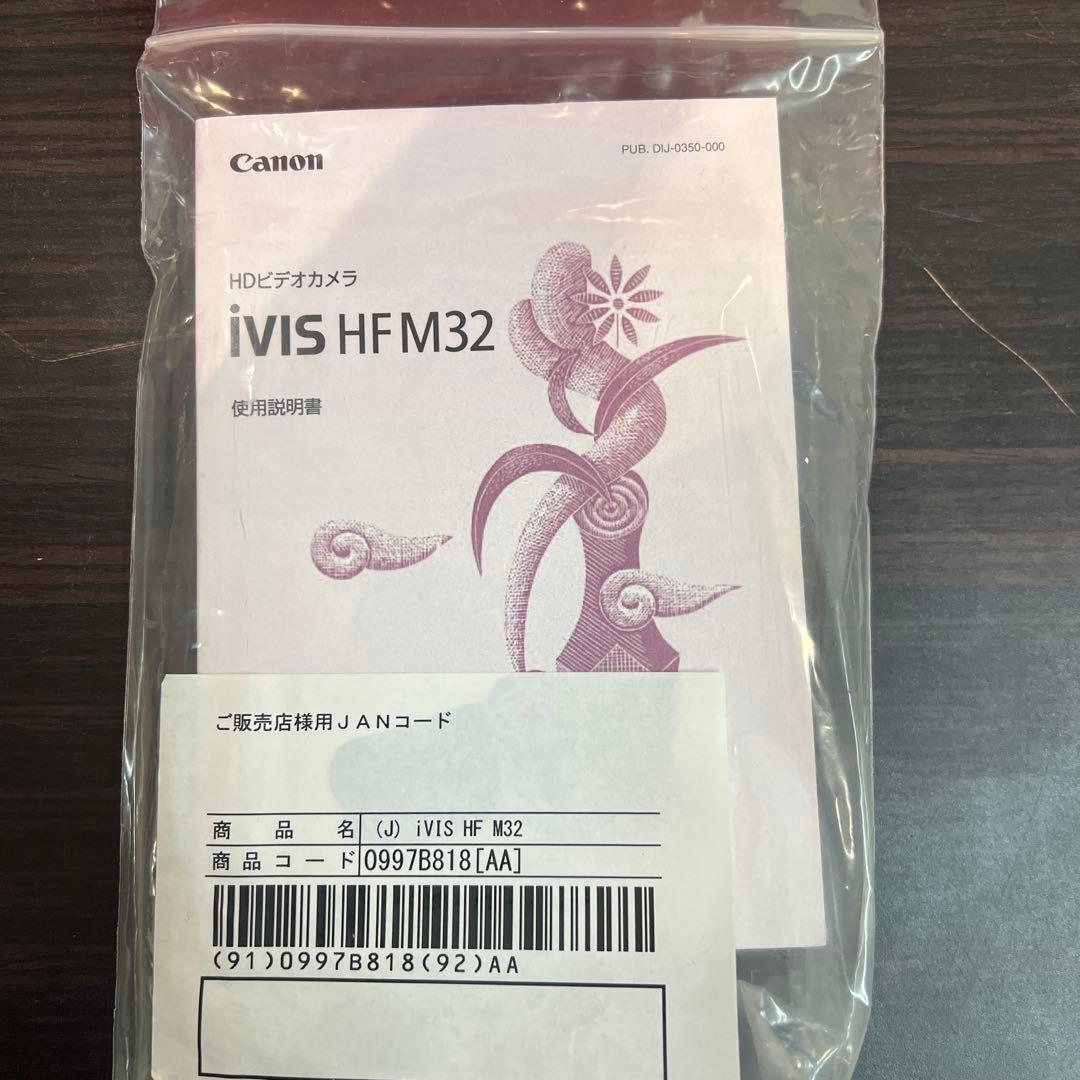 Canon
PUB. DIJ-0350-000
HDビデオカメラ
iVIS HF M32
使用説明書
ご販売店様用JANコード
商品名 (J) iVIS HF M32
商品コード 0997B818[AA]
(91)0997B818(92)AA